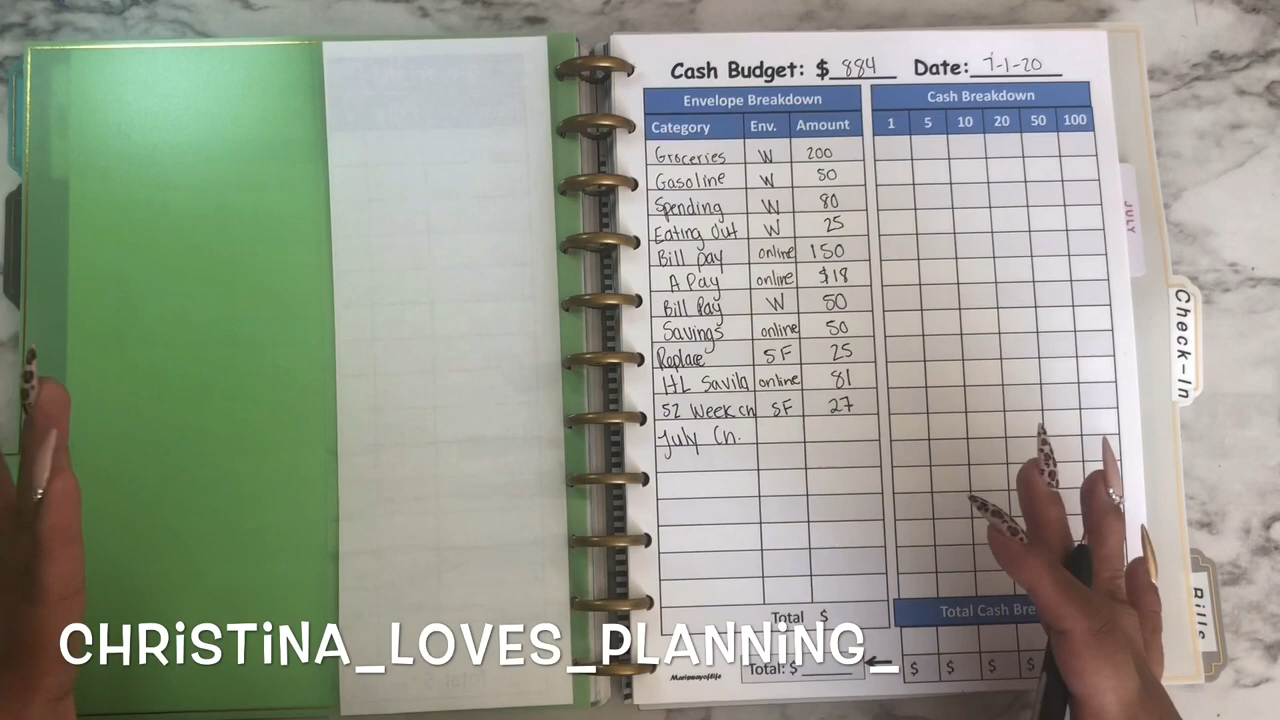 Cash Budget: $ 884 Date: 7-1-20
Envelope Breakdown
Cash Breakdown
Category Env. Amount
1 5 10 20 50 100
Groceries W 200
Gasoline W 50
Spending W 80
Eating Out W 25
Bill pay online 150
A Pay online $18
Bill Pay W 50
Savings online 50
Replace SF 25
online 81
52 Week ch SF 27
July Ch.
JULY
Check-In
Bills
Total $
Total Cash Bre
Total: $
$ $ $ $
Mariswayoflife
CHRISTINA_LOVES_PLANNING_